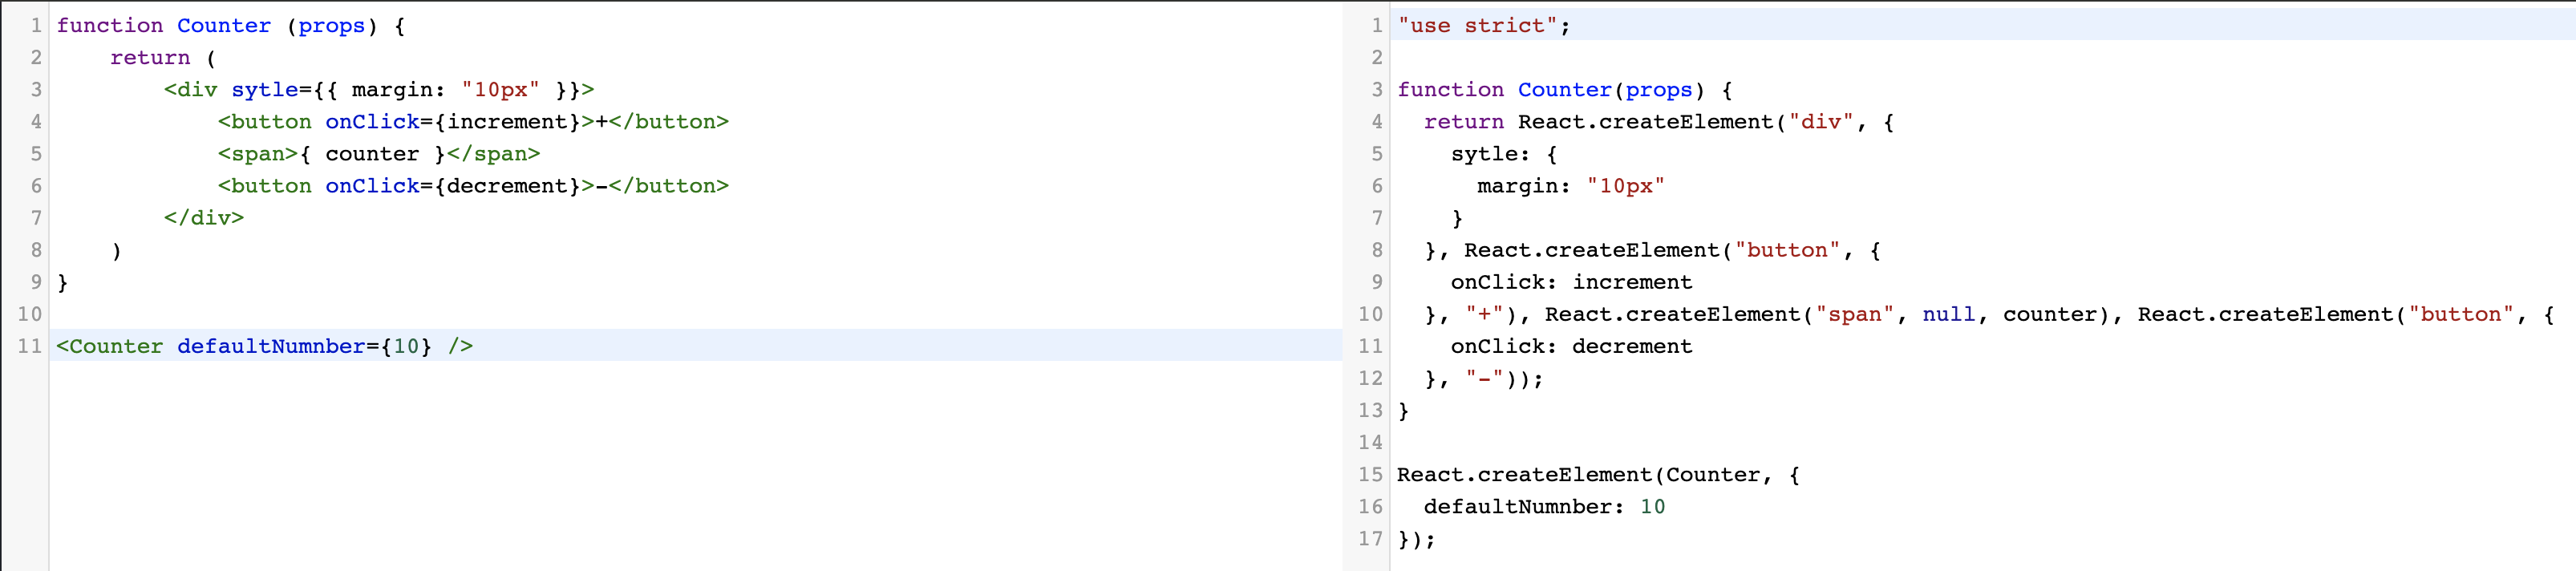 1 function Counter (props) {
2     return (
3         <div sytle={{ margin: "10px" }}>
4             <button onClick={increment}>+</button>
5             <span>{ counter }</span>
6             <button onClick={decrement}>-</button>
7         </div>
8     )
9 }
10
11 <Counter defaultNumnber={10} />
1 "use strict";
2
3 function Counter(props) {
4   return React.createElement("div", {
5     sytle: {
6       margin: "10px"
7     }
8   }, React.createElement("button", {
9     onClick: increment
10   }, "+"), React.createElement("span", null, counter), React.createElement("button", {
11     onClick: decrement
12   }, "-"));
13 }
14
15 React.createElement(Counter, {
16   defaultNumnber: 10
17 });